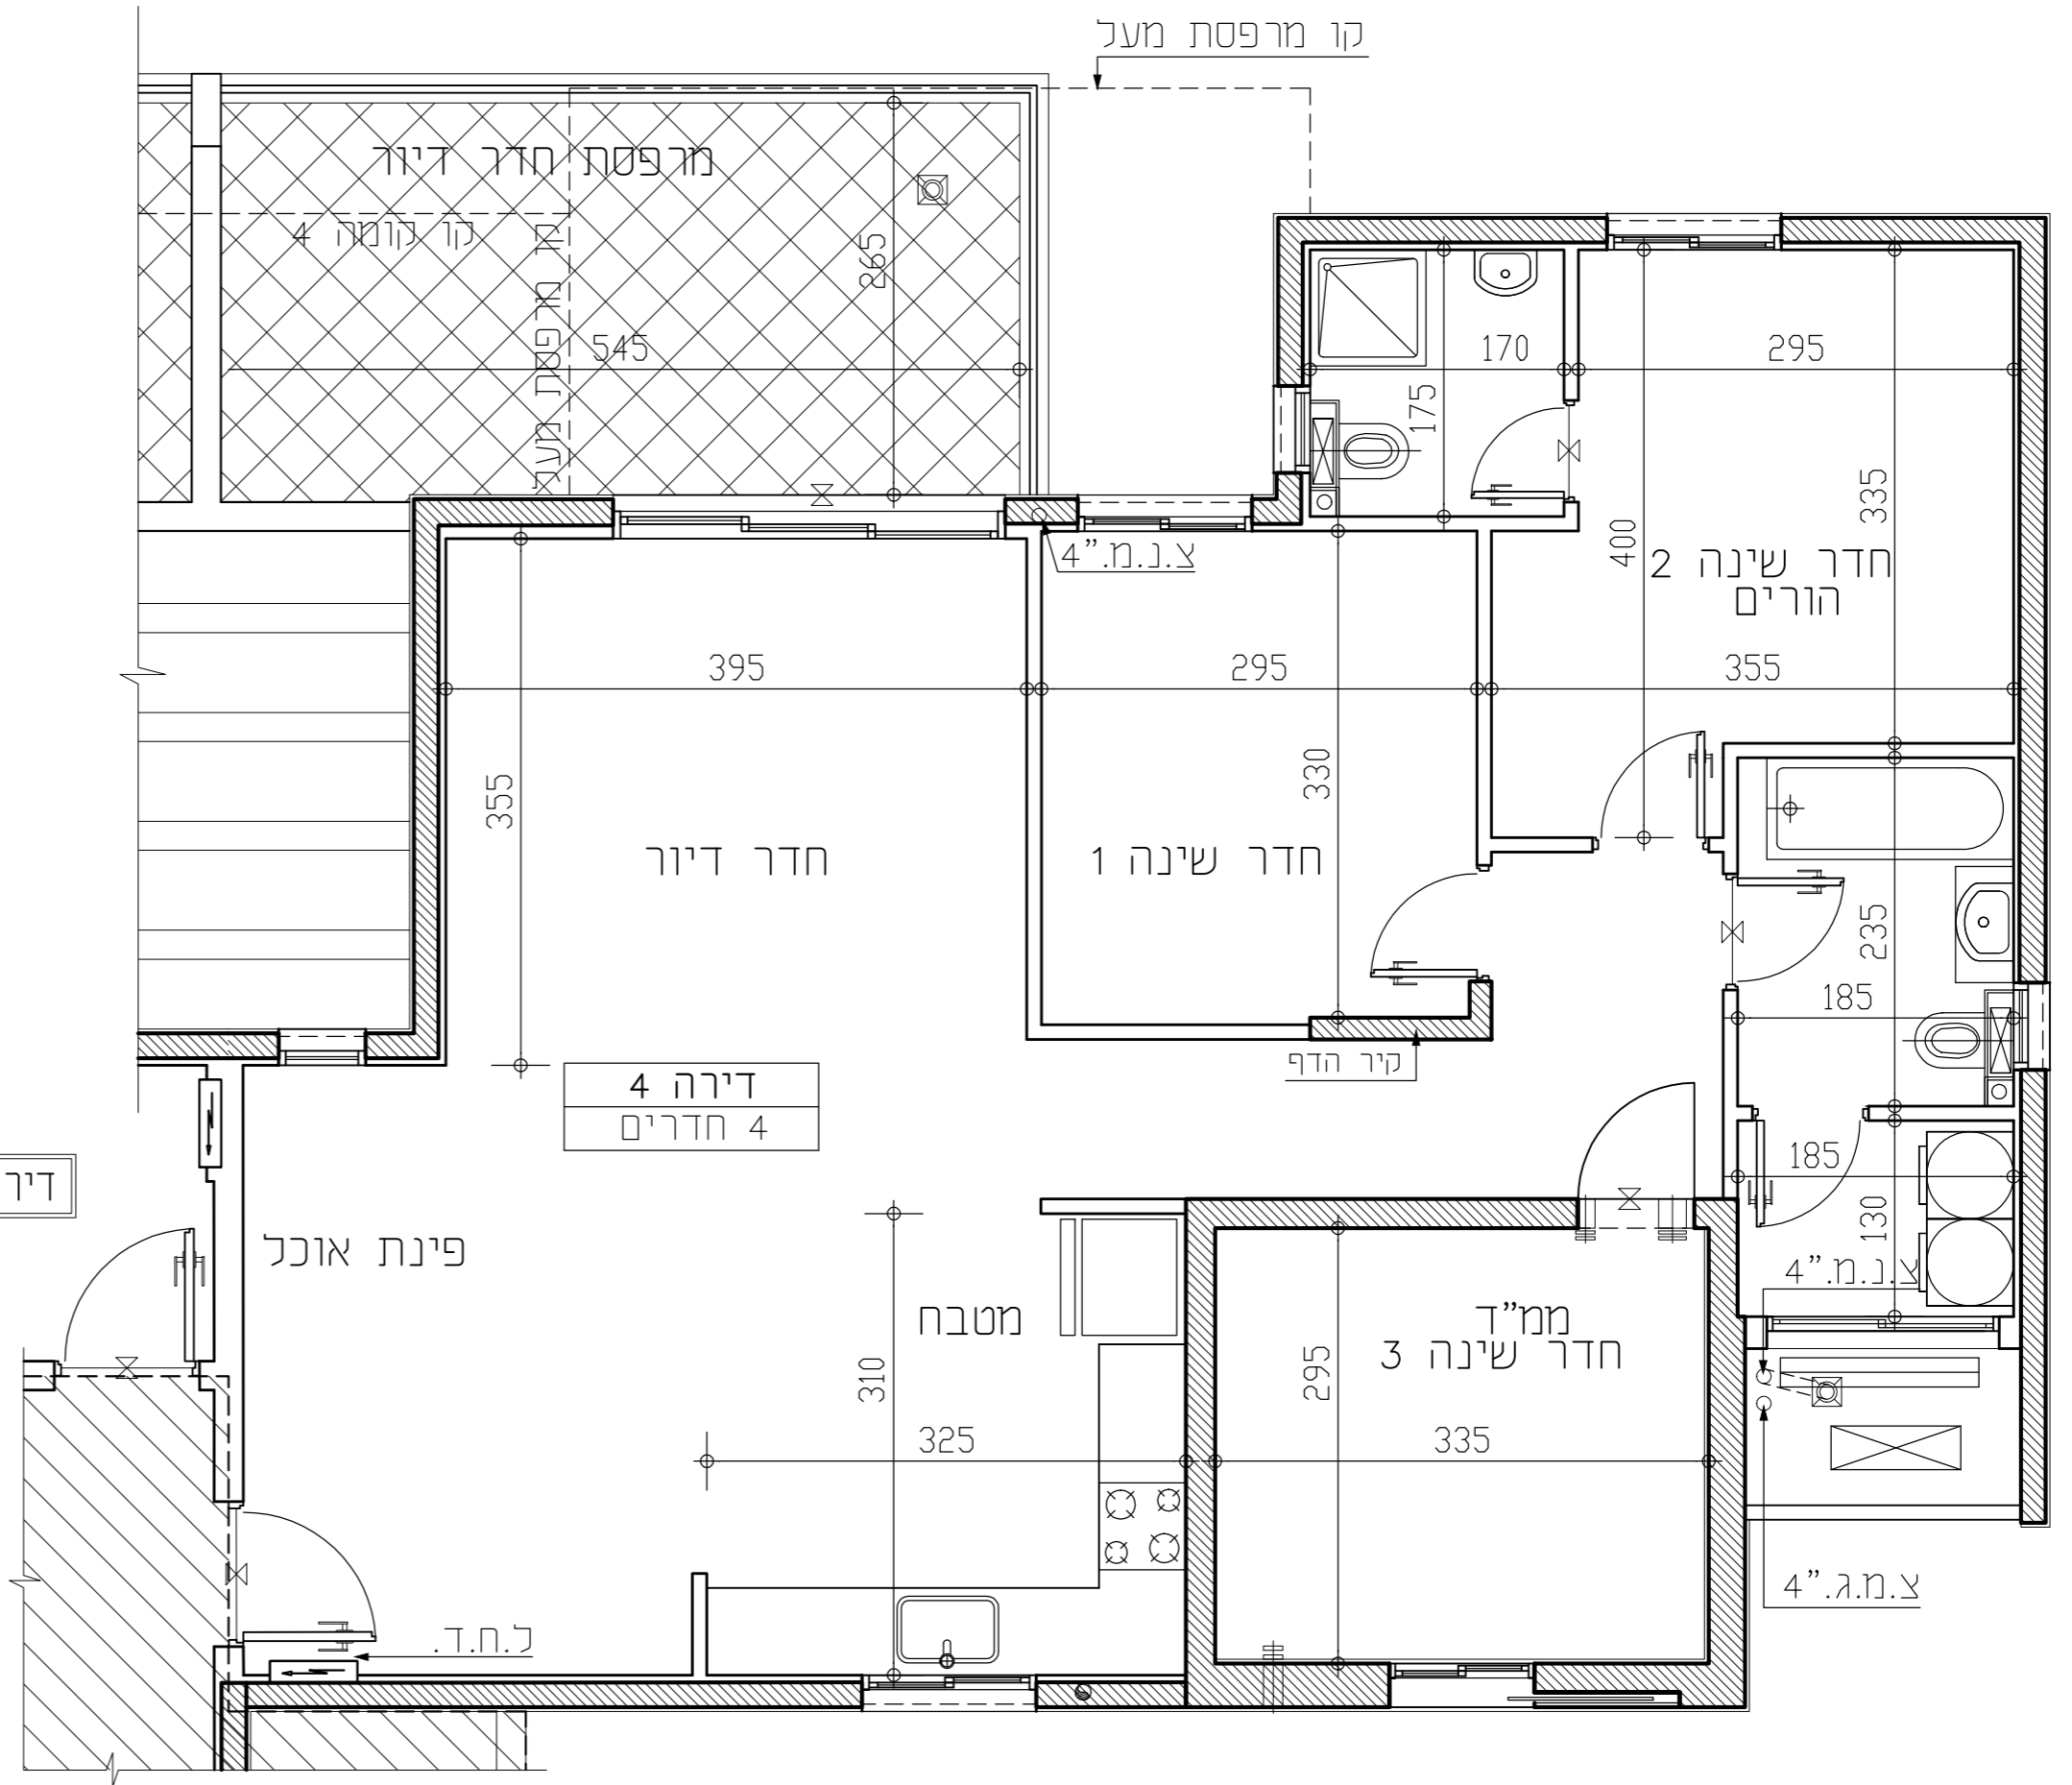 קו מרפסת מעל
מרפסת חדר דיור
קו קומה 4
קו מרפסת מעל
265
545
170
295
175
335
400
צ.נ.מ. 4”
חדר שינה 2
הורים
395
295
355
355
330
חדר דיור
חדר שינה 1
235
185
קיר הדף
דירה 4
4 חדרים
דיר
185
130
פינת אוכל
צ.נ.מ. 4”
מטבח
ממ”ד
חדר שינה 3
310
295
325
335
צ.מ.ג. 4”
ל.ח.ד.